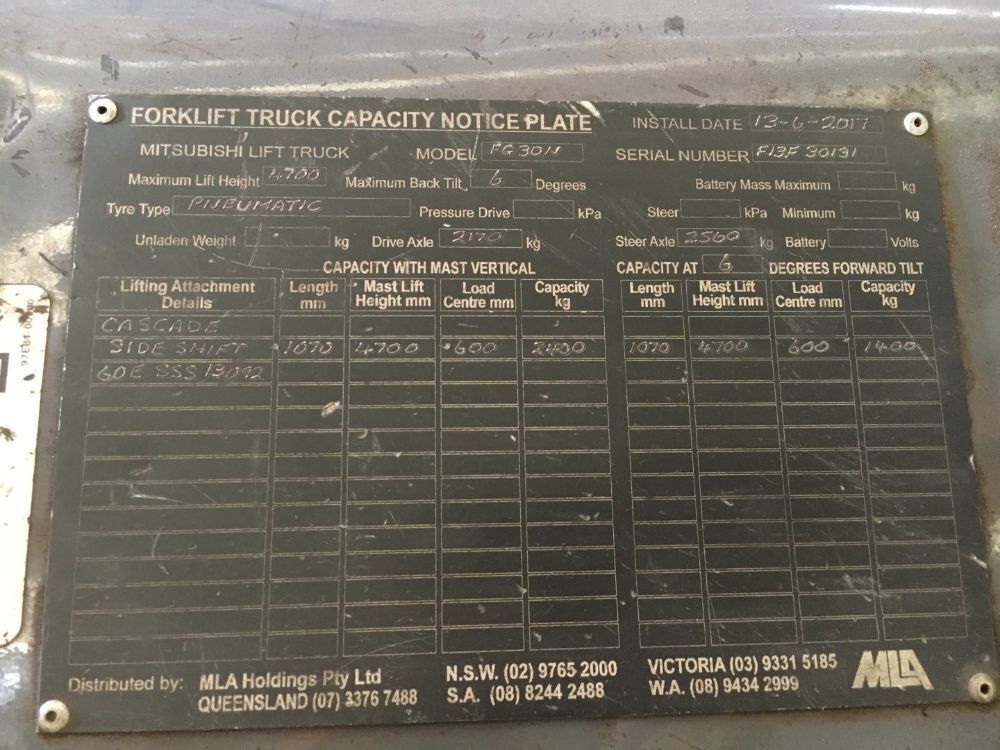 FORKLIFT TRUCK CAPACITY NOTICE PLATE INSTALL DATE 13-6-2017
MITSUBISHI LIFT TRUCK MODEL FG30N SERIAL NUMBER F13F 30131
Maximum Lift Height 4700 Maximum Back Tilt 6 Degrees Battery Mass Maximum kg
Tyre Type PNEUMATIC Pressure Drive kPa Steer kPa Minimum kg
Unladen Weight kg Drive Axle 2170 kg Steer Axle 2560 kg Battery Volts
CAPACITY WITH MAST VERTICAL CAPACITY AT 6 DEGREES FORWARD TILT
Lifting Attachment Details Length mm Mast Lift Height mm Load Centre mm Capacity kg Length mm Mast Lift Height mm Load Centre mm Capacity kg
CASCADE
SIDE SHIFT 1070 4700 600 2400 1070 4700 600 1400
60E SSS
Distributed by: MLA Holdings Pty Ltd N.S.W. (02) 9765 2000 VICTORIA (03) 9331 5185 MLA
QUEENSLAND (07) 3376 7488 S.A. (08) 8244 2488 W.A. (08) 9434 2999